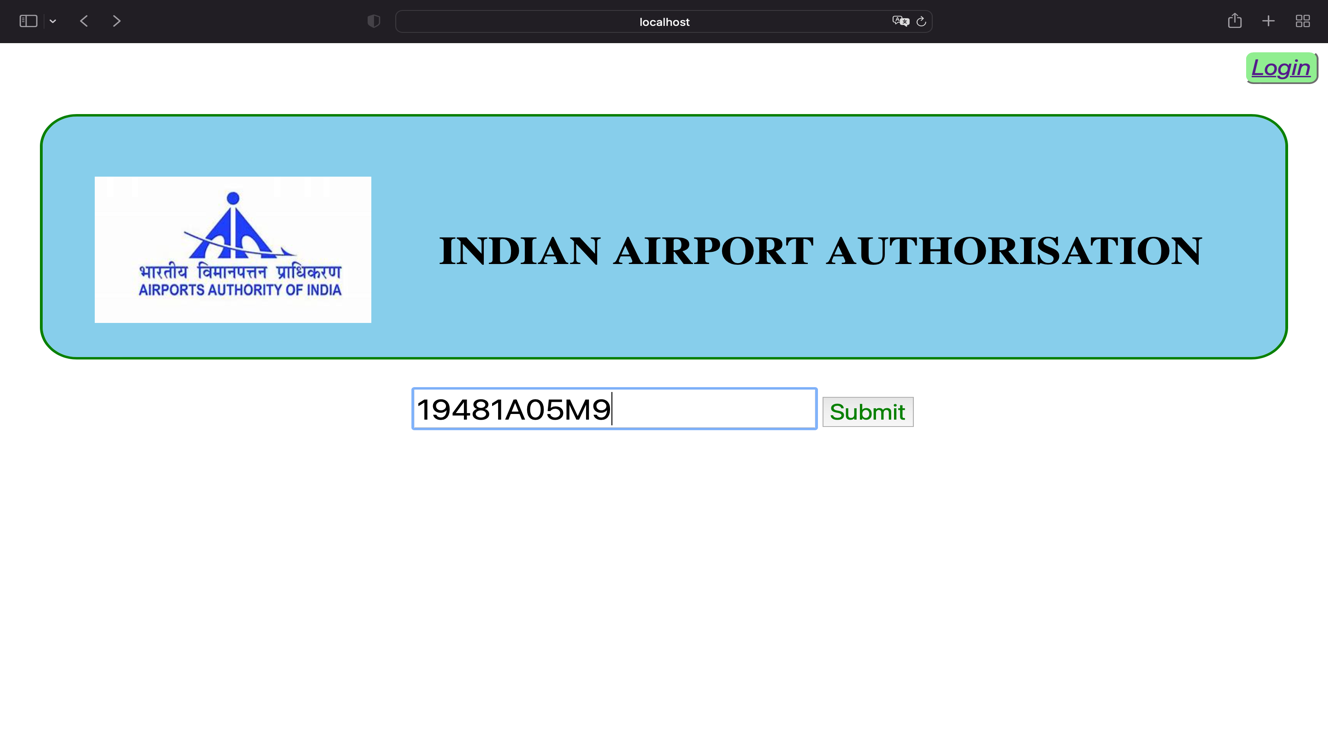 localhost
Login
भारतीय विमानपत्तन प्राधिकरण
AIRPORTS AUTHORITY OF INDIA
INDIAN AIRPORT AUTHORISATION
19481A05M9
Submit